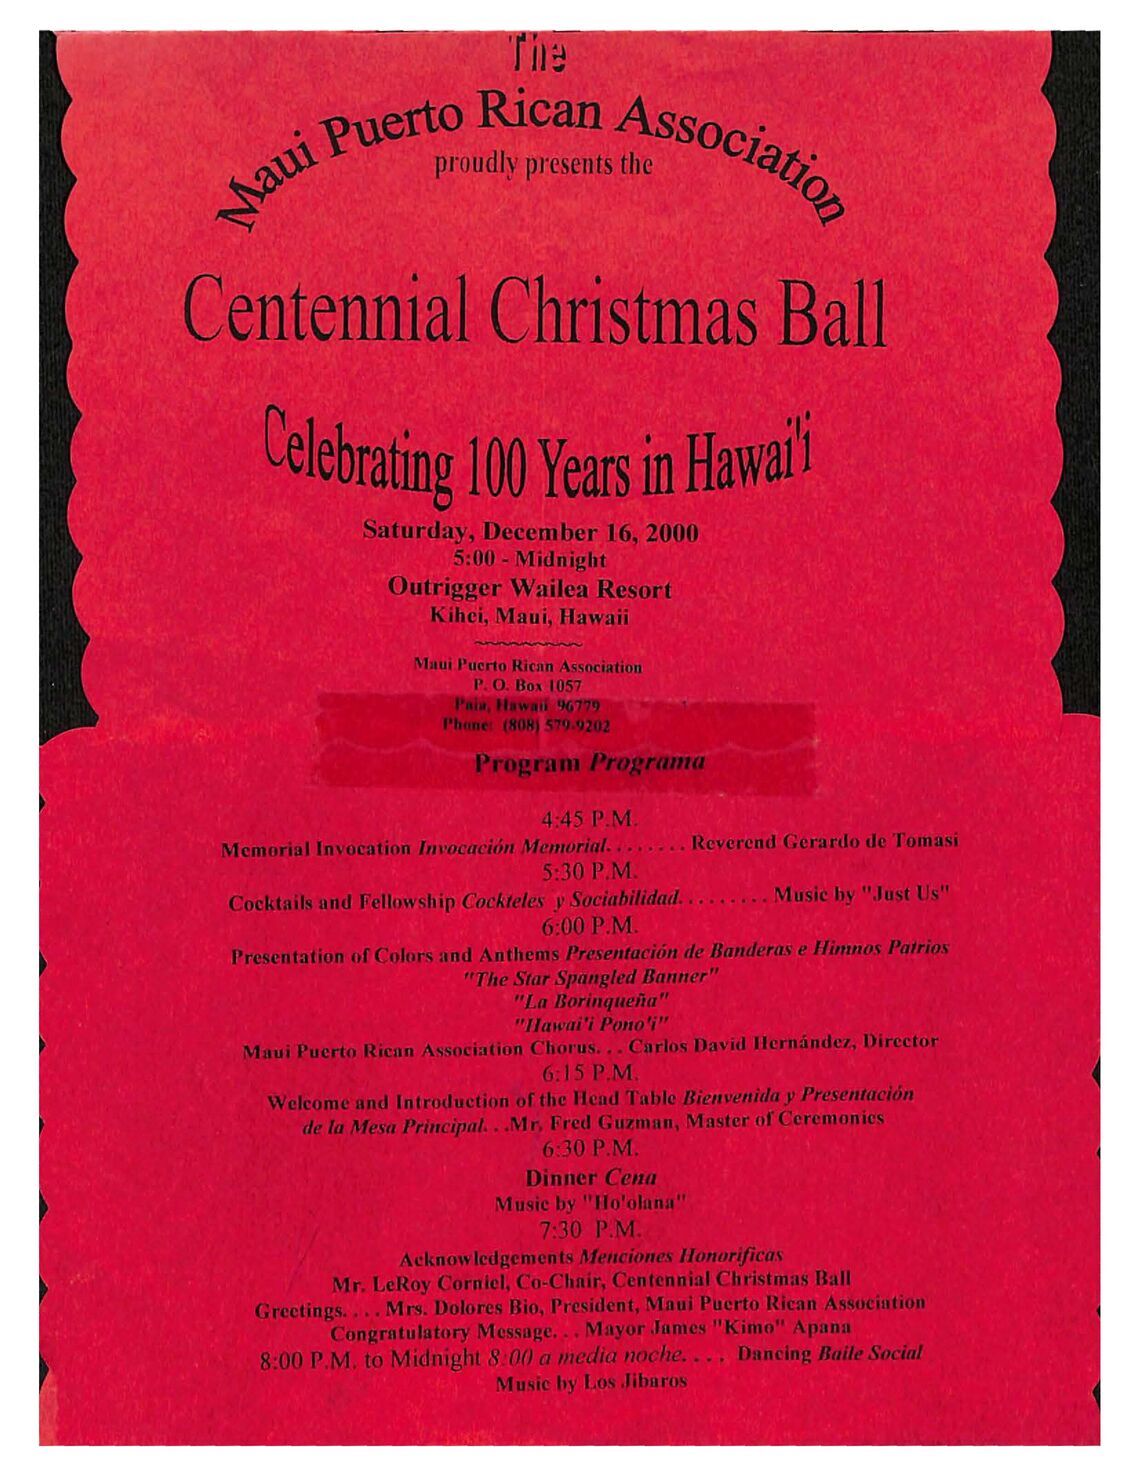 The
Maui Puerto Rican Association
proudly presents the
Centennial Christmas Ball
Celebrating 100 Years in Hawai'i
Saturday, December 16, 2000
5:00 - Midnight
Outrigger Wailea Resort
Kihei, Maui, Hawaii
Maui Puerto Rican Association
P. O. Box 1057
Paia, Hawaii 96779
Phone: (808) 579-9202
Program Programa
4:45 P.M.
Memorial Invocation Invocación Memorial. . . . . . . . Reverend Gerardo de Tomasi
5:30 P.M.
Cocktails and Fellowship Cockteles y Sociabilidad. . . . . . . . . Music by "Just Us"
6:00 P.M.
Presentation of Colors and Anthems Presentación de Banderas e Himnos Patrios
"The Star Spangled Banner"
"La Borinqueña"
"Hawai'i Pono'i"
Maui Puerto Rican Association Chorus. . . Carlos David Hernández, Director
6:15 P.M.
Welcome and Introduction of the Head Table Bienvenida y Presentación
de la Mesa Principal. . .Mr. Fred Guzman, Master of Ceremonies
6:30 P.M.
Dinner Cena
Music by "Ho'olana"
7:30 P.M.
Acknowledgements Menciones Honoríficas
Mr. LeRoy Corniel, Co-Chair, Centennial Christmas Ball
Greetings. . . . Mrs. Dolores Bio, President, Maui Puerto Rican Association
Congratulatory Message. . . Mayor James "Kimo" Apana
8:00 P.M. to Midnight 8:00 a media noche. . . . Dancing Baile Social
Music by Los Jibaros